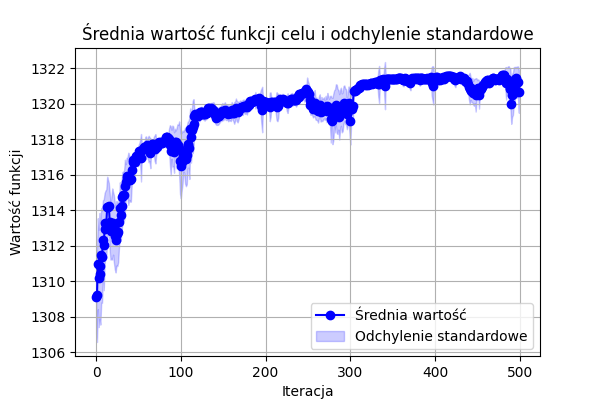 Średnia wartość funkcji celu i odchylenie standardowe
Wartość funkcji
1322
1320
1318
1316
1314
1312
1310
1308
1306
0 100 200 300 400 500
Iteracja
Średnia wartość
Odchylenie standardowe